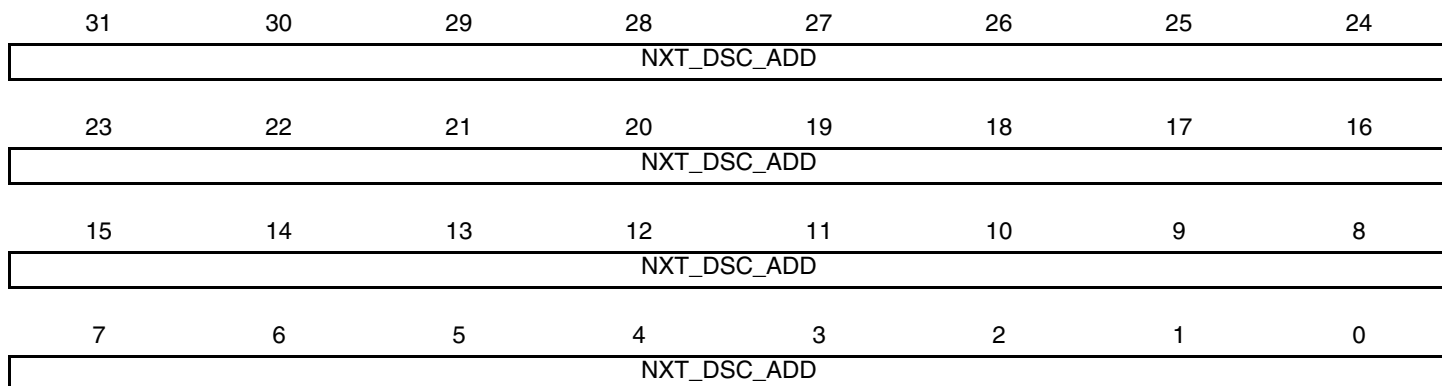 31 30 29 28 27 26 25 24
NXT_DSC_ADD
23 22 21 20 19 18 17 16
NXT_DSC_ADD
15 14 13 12 11 10 9 8
NXT_DSC_ADD
7 6 5 4 3 2 1 0
NXT_DSC_ADD